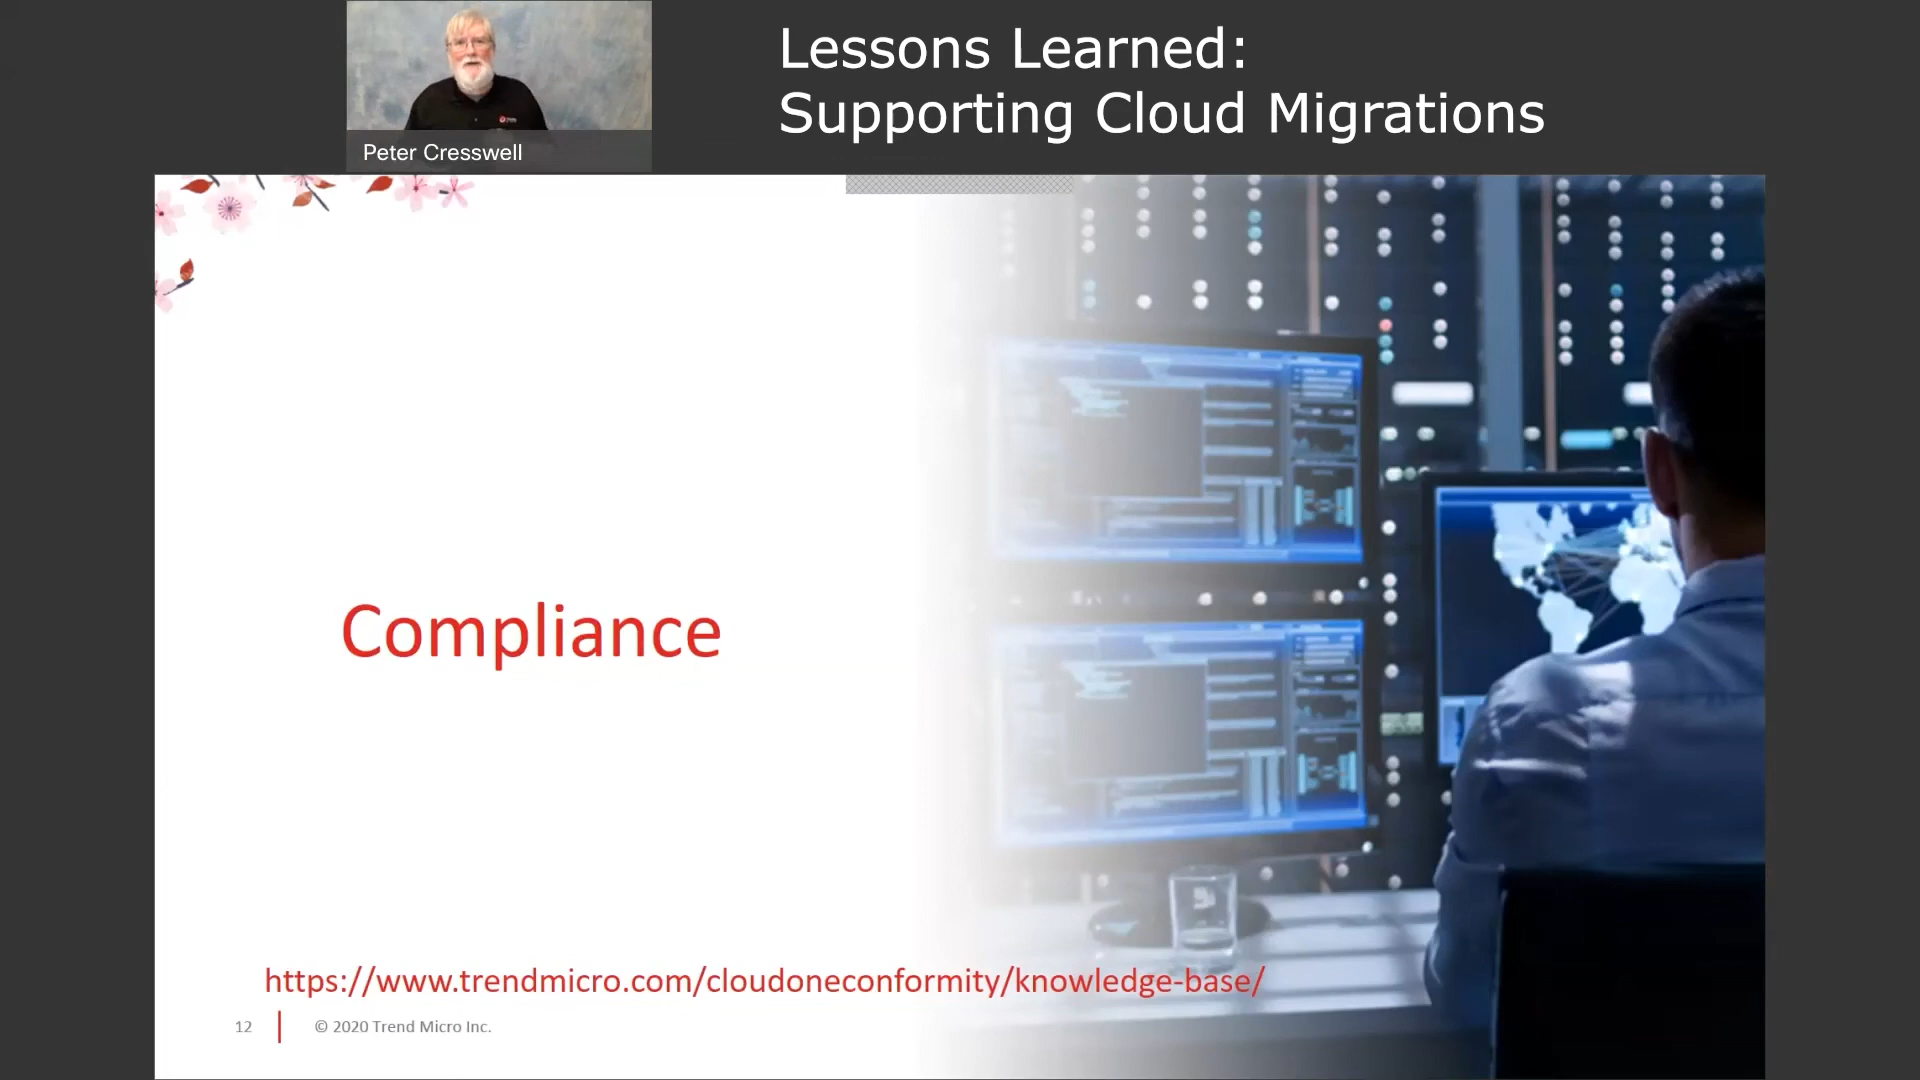 Lessons Learned:
Supporting Cloud Migrations
Peter Cresswell
Compliance
https://www.trendmicro.com/cloudoneconformity/knowledge-base/
12
© 2020 Trend Micro Inc.